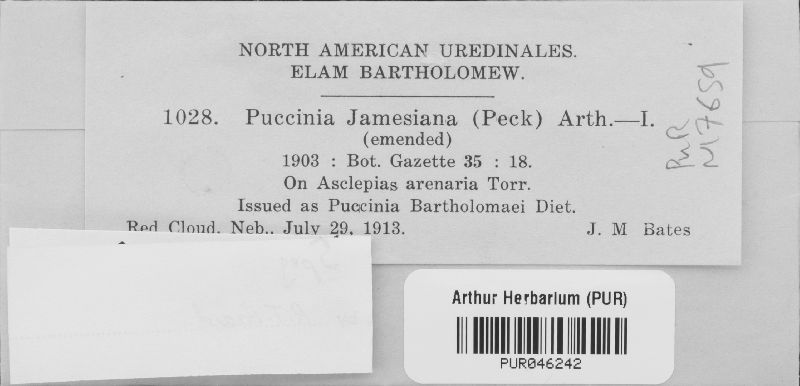 NORTH AMERICAN UREDINALES.
ELAM BARTHOLOMEW.
1028. Puccinia Jamesiana (Peck) Arth.—I.
(emended)
1903 : Bot. Gazette 35 : 18.
On Asclepias arenaria Torr.
Issued as Puccinia Bartholomaei Diet.
Red Cloud, Neb., July 29, 1913. J. M Bates
PUR
N7659
Arthur Herbarium (PUR)
PUR046242